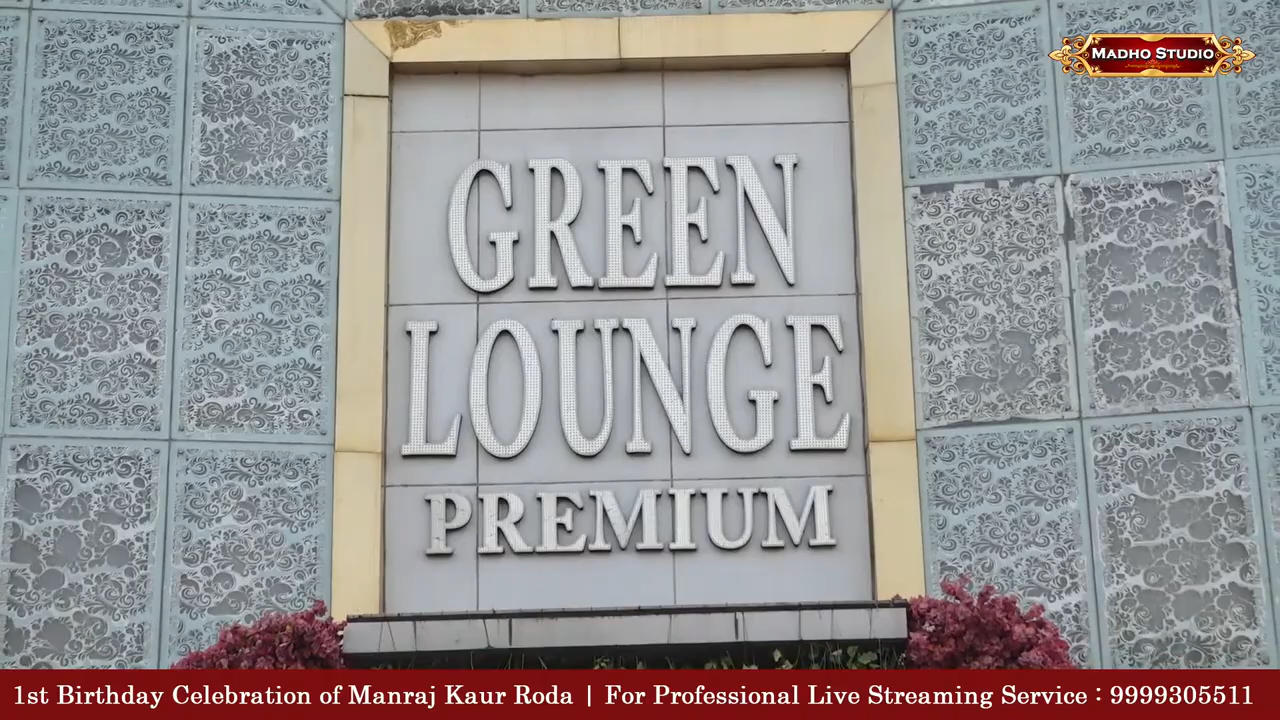 MADHO STUDIO
GREEN
LOUNGE
PREMIUM
1st Birthday Celebration of Manraj Kaur Roda | For Professional Live Streaming Service : 9999305511